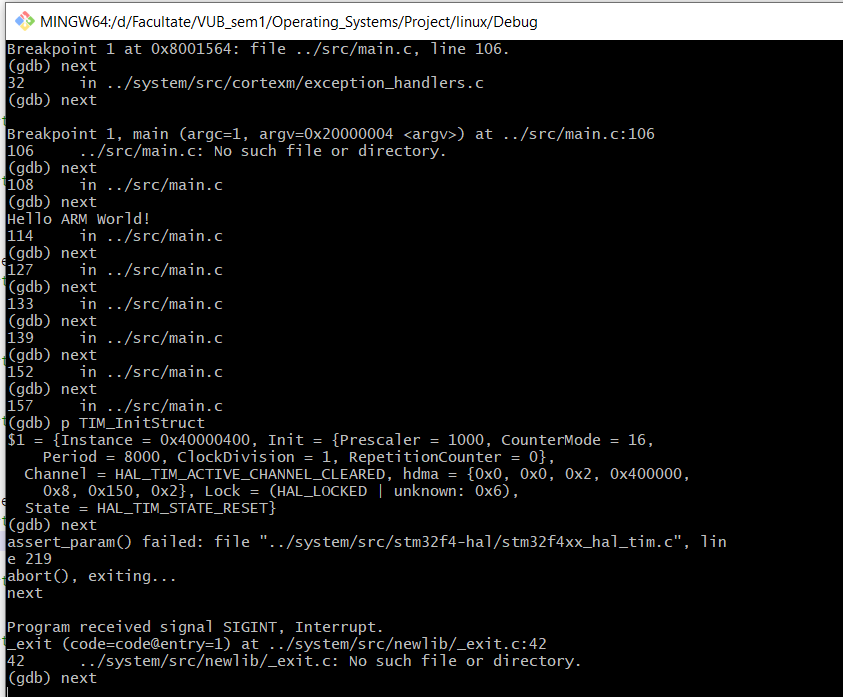 MINGW64:/d/Facultate/VUB_sem1/Operating_Systems/Project/linux/Debug
Breakpoint 1 at 0x8001564: file ../src/main.c, line 106.
(gdb) next
32      in ../system/src/cortexm/exception_handlers.c
(gdb) next
Breakpoint 1, main (argc=1, argv=0x20000004 <argv>) at ../src/main.c:106
106     ../src/main.c: No such file or directory.
(gdb) next
108     in ../src/main.c
(gdb) next
Hello ARM World!
114     in ../src/main.c
(gdb) next
127     in ../src/main.c
(gdb) next
133     in ../src/main.c
(gdb) next
139     in ../src/main.c
(gdb) next
152     in ../src/main.c
(gdb) next
157     in ../src/main.c
(gdb) p TIM_InitStruct
$1 = {Instance = 0x40000400, Init = {Prescaler = 1000, CounterMode = 16,
    Period = 8000, ClockDivision = 1, RepetitionCounter = 0},
  Channel = HAL_TIM_ACTIVE_CHANNEL_CLEARED, hdma = {0x0, 0x0, 0x2, 0x400000,
    0x8, 0x150, 0x2}, Lock = (HAL_LOCKED | unknown: 0x6),
  State = HAL_TIM_STATE_RESET}
(gdb) next
assert_param() failed: file "../system/src/stm32f4-hal/stm32f4xx_hal_tim.c", lin
e 219
abort(), exiting...
next
Program received signal SIGINT, Interrupt.
_exit (code=code@entry=1) at ../system/src/newlib/_exit.c:42
42      ../system/src/newlib/_exit.c: No such file or directory.
(gdb) next